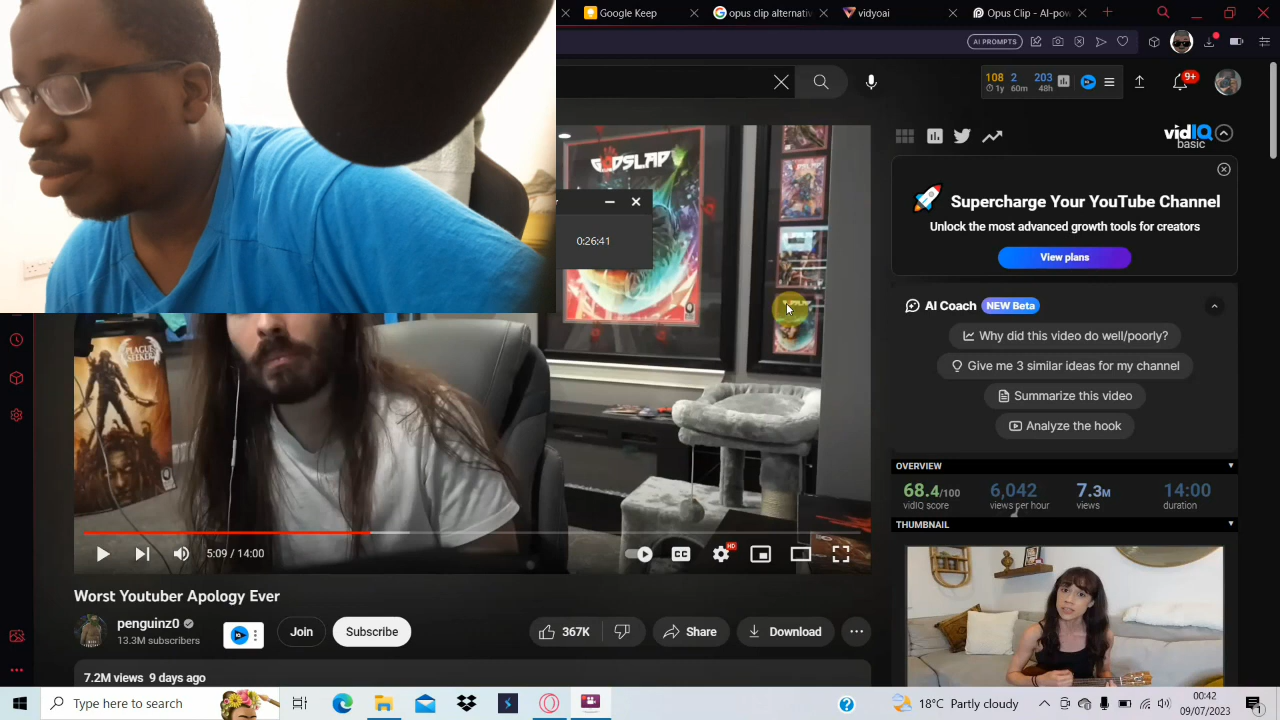 Google Keep
opus clip alternativ
vidyoai
Opus Clip - AI-pow
AI PROMPTS
108 2 203
1y 60m 48h
9+
GODSLAP
0:26:41
PLAGUE SEEKER
vidIQ
basic
Supercharge Your YouTube Channel
Unlock the most advanced growth tools for creators
View plans
AI Coach NEW Beta
Why did this video do well/poorly?
Give me 3 similar ideas for my channel
Summarize this video
Analyze the hook
OVERVIEW
68.4/100 6,042 7.3M 14:00
vidiQ score views per hour views duration
THUMBNAIL
5:09 / 14:00
CC
HD
Worst Youtuber Apology Ever
penguinz0
13.3M subscribers
Join
Subscribe
367K
Share
Download
7.2M views 9 days ago
Type here to search
18°C Partly cloudy
00:42
09/07/2023